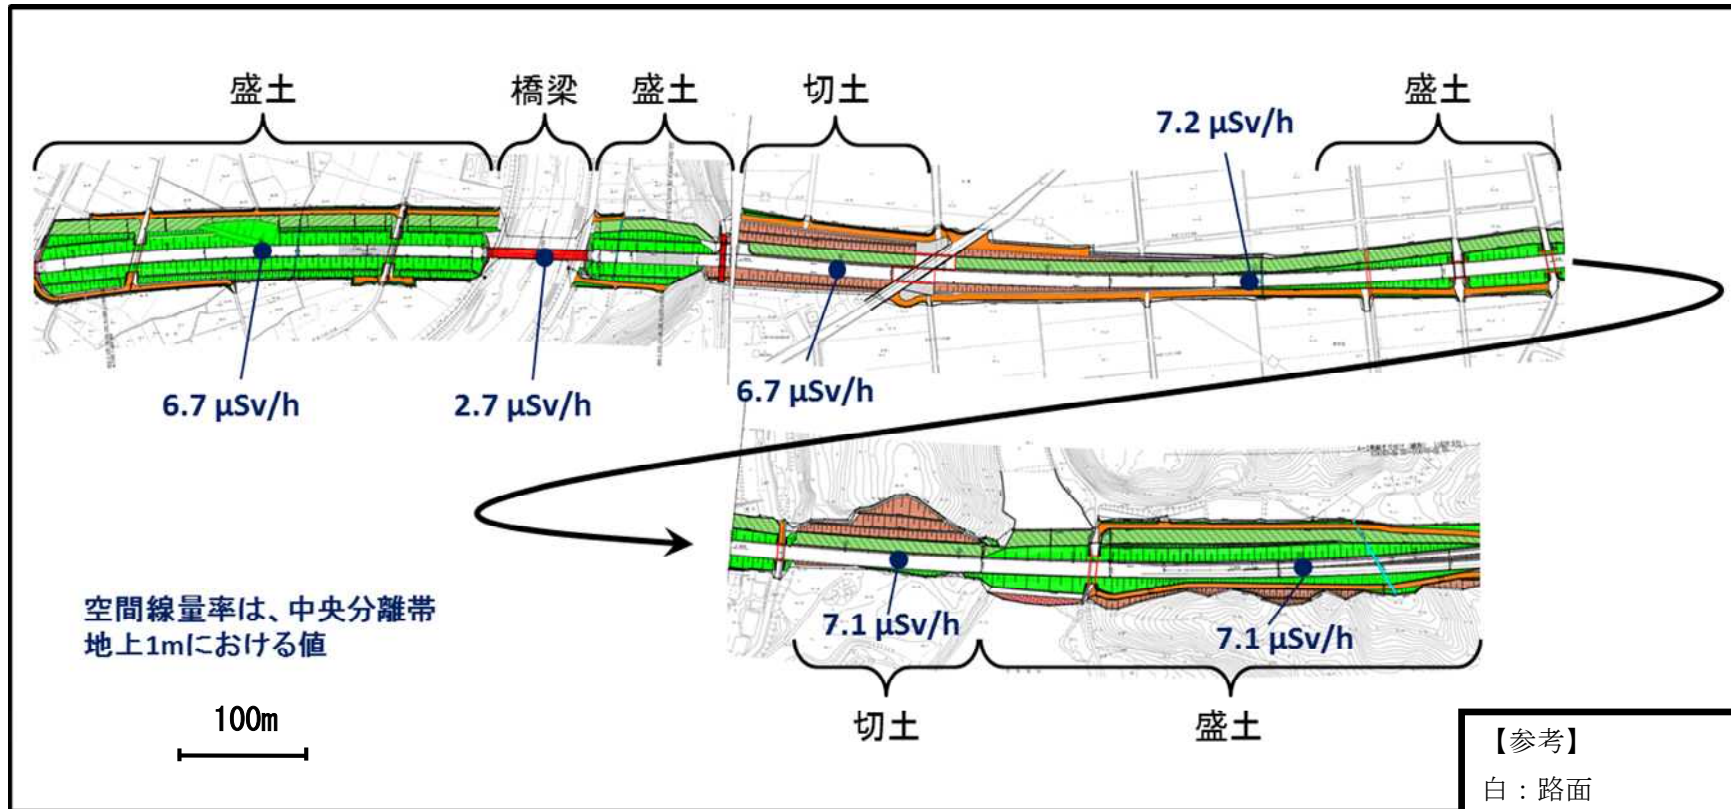 盛土
橋梁
盛土
切土
7.2 μSv/h
盛土
6.7 μSv/h
2.7 μSv/h
6.7 μSv/h
7.1 μSv/h
7.1 μSv/h
切土
盛土
空間線量率は、中央分離帯
地上1mにおける値
100m
【参考】
白：路面